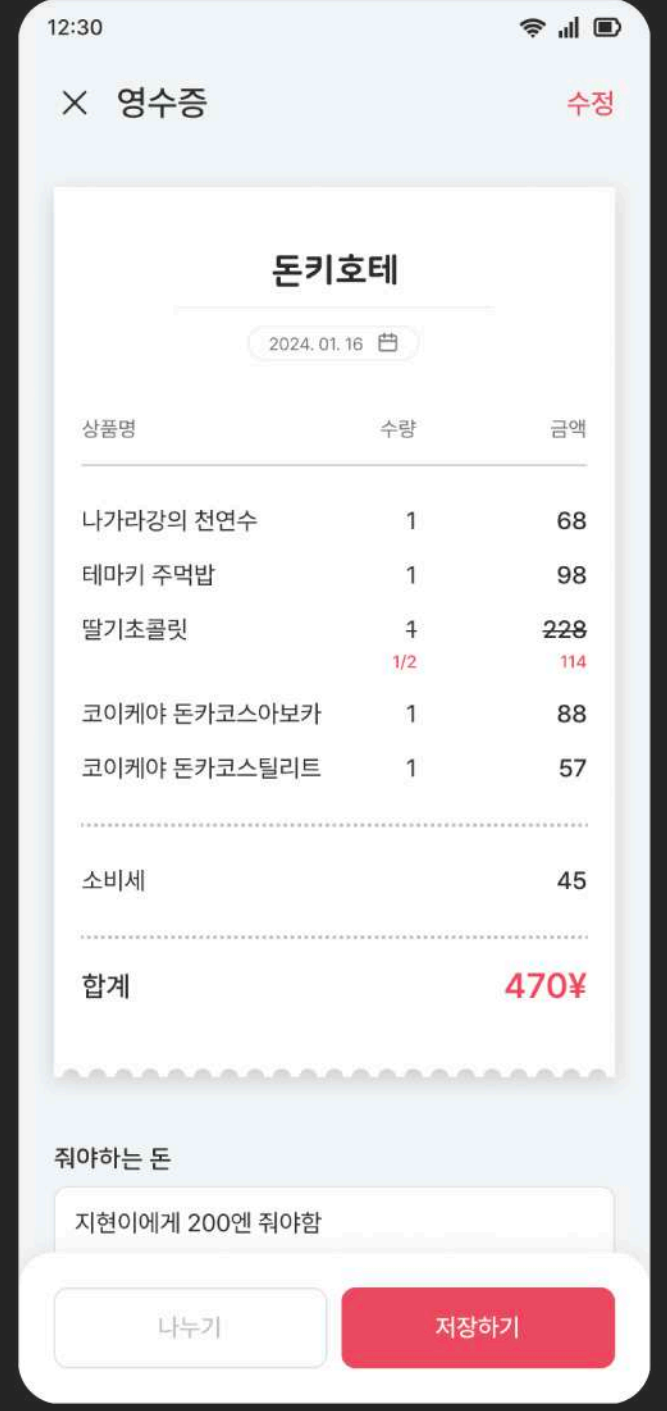 12:30
영수증 수정
돈키호테
2024. 01. 16
상품명 수량 금액
나가라강의 천연수 1 68
테마키 주먹밥 1 98
딸기초콜릿 1 228
1/2 114
코이케야 돈카코스아보카 1 88
코이케야 돈카코스틸리트 1 57
소비세 45
합계 470¥
줘야하는 돈
지현이에게 200엔 줘야함
나누기 저장하기